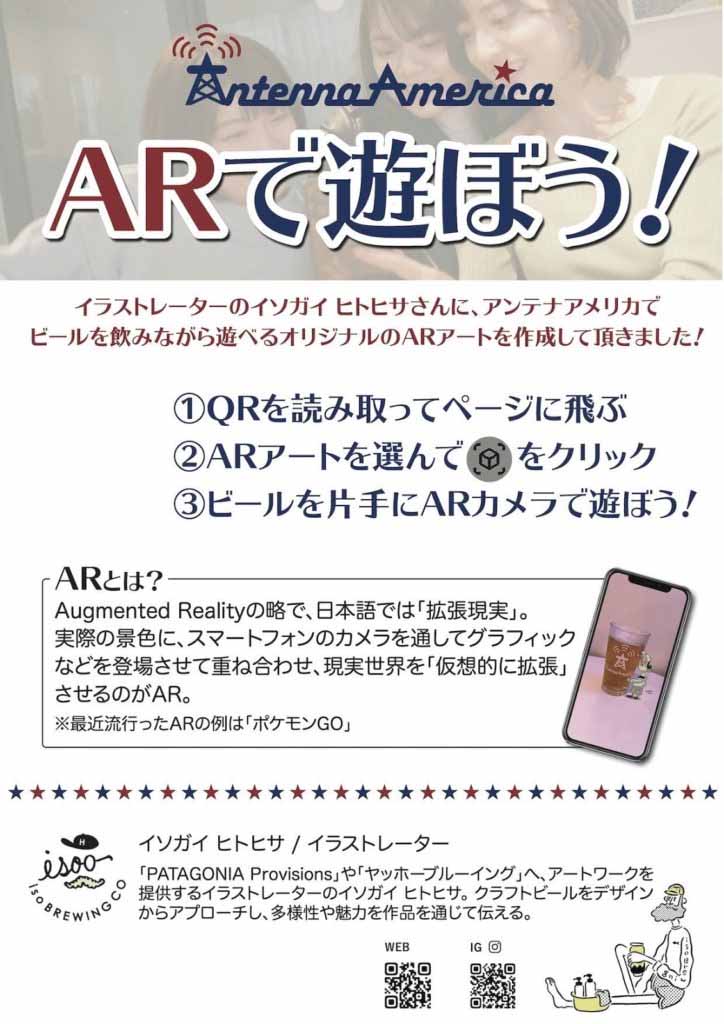 Antenna America
ARで遊ぼう!
イラストレーターのイソガイ ヒトヒサさんに、アンテナアメリカで
ビールを飲みながら遊べるオリジナルのARアートを作成して頂きました!
①QRを読み取ってページに飛ぶ
②ARアートを選んで をクリック
③ビールを片手にARカメラで遊ぼう!
ARとは?
Augmented Realityの略で、日本語では「拡張現実」。
実際の景色に、スマートフォンのカメラを通してグラフィック
などを登場させて重ね合わせ、現実世界を「仮想的に拡張」
させるのがAR。
※最近流行ったARの例は「ポケモンGO」
H
isoo
iso BREWING CO
イソガイ ヒトヒサ / イラストレーター
「PATAGONIA Provisions」や「ヤッホーブルーイング」へ、アートワークを
提供するイラストレーターのイソガイ ヒトヒサ。クラフトビールをデザイン
からアプローチし、多様性や魅力を作品を通じて伝える。
WEB
IG